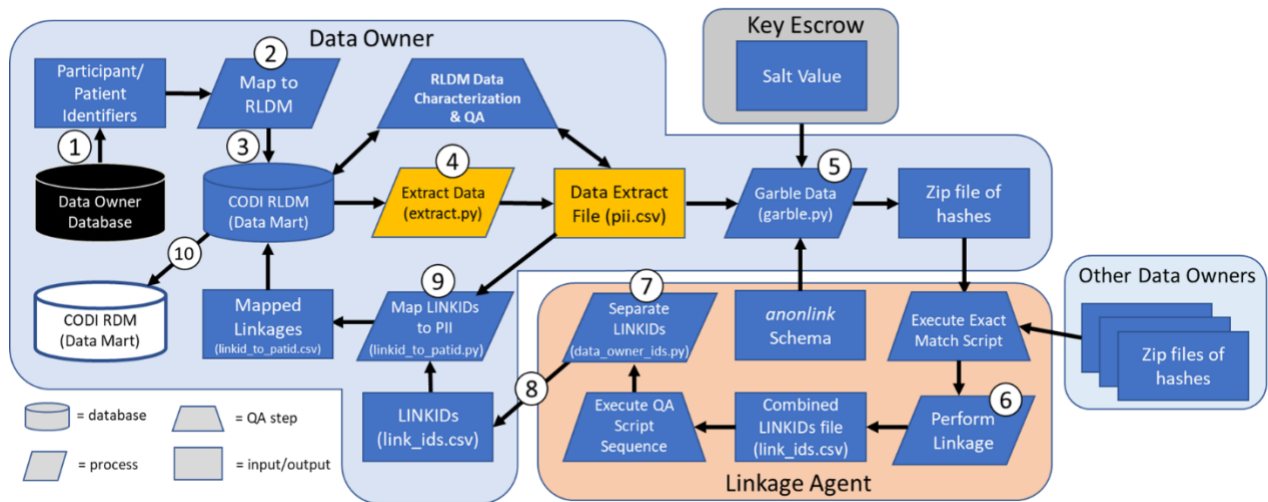 Data Owner
Key Escrow
Salt Value
Participant/
Patient
Identifiers
2
Map to
RLDM
RLDM Data
Characterization
& QA
1
3
Data Owner
Database
CODI RLDM
(Data Mart)
4
Extract Data
(extract.py)
Data Extract
File (pii.csv)
5
Garble Data
(garble.py)
Zip file of
hashes
10
CODI RDM
(Data Mart)
Mapped
Linkages
(linkid_to_patid.csv)
9
Map LINKIDs
to PII
(linkid_to_patid.py)
7
Separate
LINKIDs
(data_owner_ids.py)
anonlink
Schema
Execute Exact
Match Script
Other Data Owners
Zip files of
hashes
8
LINKIDs
(link_ids.csv)
Execute QA
Script
Sequence
Combined
LINKIDs file
(link_ids.csv)
6
Perform
Linkage
Linkage Agent
= database
= QA step
= process
= input/output